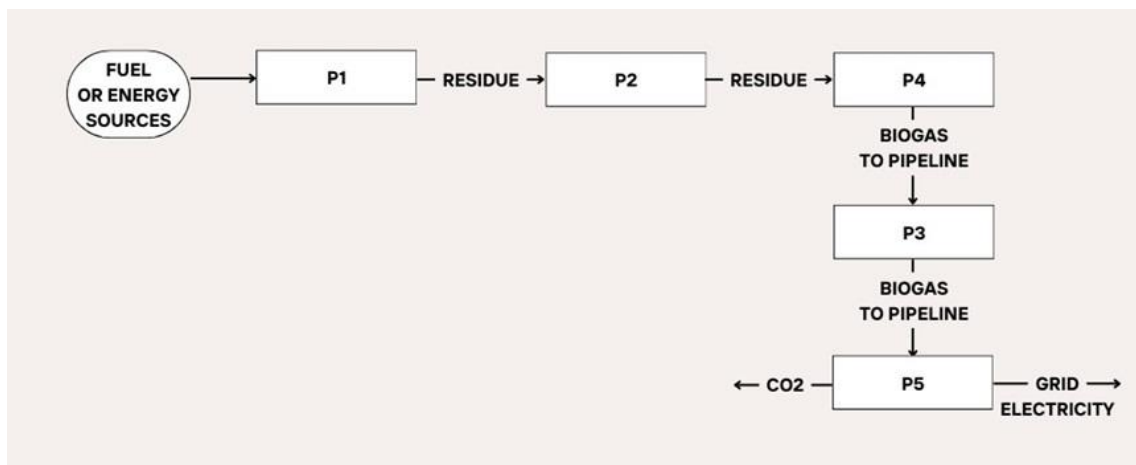 FUEL
OR ENERGY
SOURCES
P1
RESIDUE
P2
RESIDUE
P4
BIOGAS
TO PIPELINE
P3
BIOGAS
TO PIPELINE
CO2
P5
GRID
ELECTRICITY